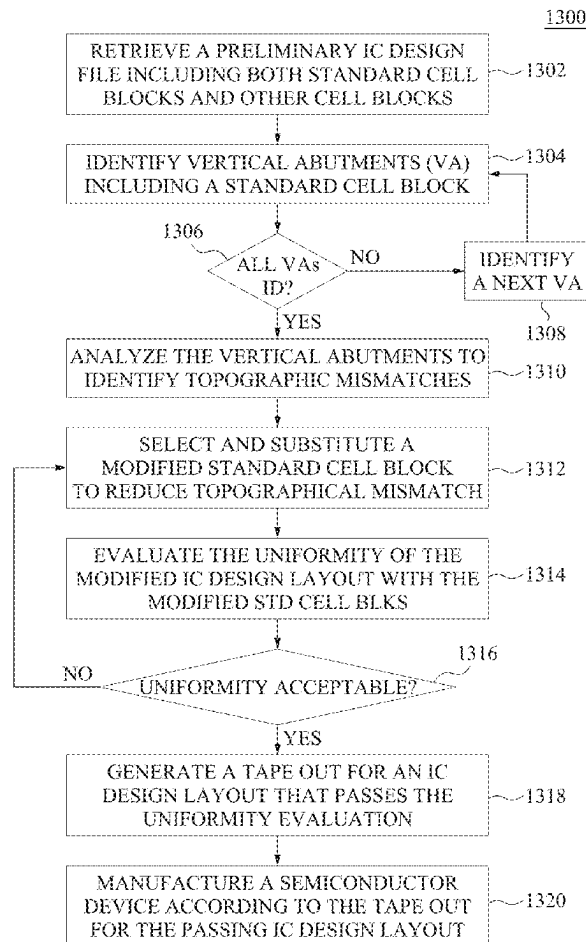 1300
RETRIEVE A PRELIMINARY IC DESIGN
FILE INCLUDING BOTH STANDARD CELL
BLOCKS AND OTHER CELL BLOCKS
1302
IDENTIFY VERTICAL ABUTMENTS (VA)
INCLUDING A STANDARD CELL BLOCK
1304
1306
ALL VAs
ID?
NO
IDENTIFY
A NEXT VA
1308
YES
ANALYZE THE VERTICAL ABUTMENTS TO
IDENTIFY TOPOGRAPHIC MISMATCHES
1310
SELECT AND SUBSTITUTE A
MODIFIED STANDARD CELL BLOCK
TO REDUCE TOPOGRAPHICAL MISMATCH
1312
EVALUATE THE UNIFORMITY OF THE
MODIFIED IC DESIGN LAYOUT WITH THE
MODIFIED STD CELL BLKS
1314
NO
UNIFORMITY ACCEPTABLE?
1316
YES
GENERATE A TAPE OUT FOR AN IC
DESIGN LAYOUT THAT PASSES THE
UNIFORMITY EVALUATION
1318
MANUFACTURE A SEMICONDUCTOR
DEVICE ACCORDING TO THE TAPE OUT
FOR THE PASSING IC DESIGN LAYOUT
1320